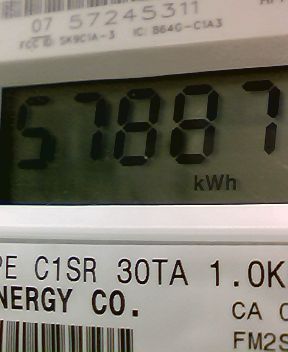 07 57245311
FCC ID: SK9C1A-3 IC: 864G-C1A3
57887
kWh
PE C1SR 30TA 1.0K
NERGY CO.
CA 0
FM2S